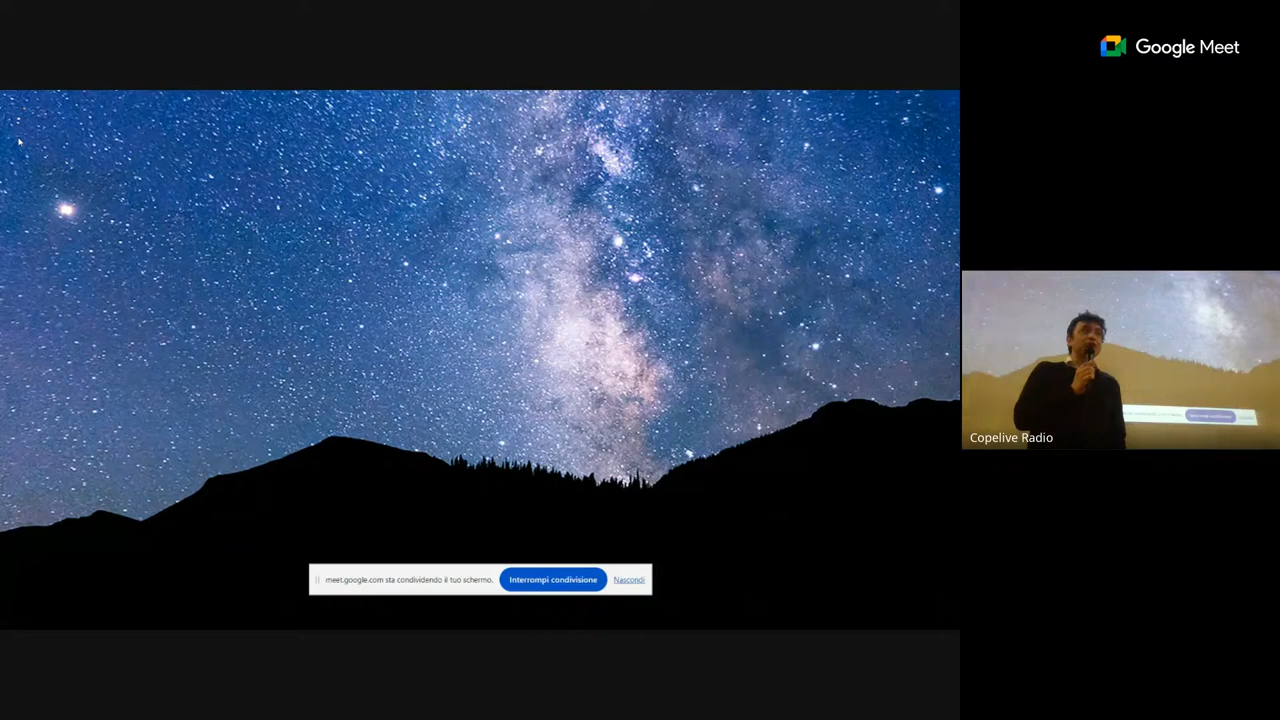 Google Meet
meet.google.com sta condividendo il tuo schermo. Interrompi condivisione Nascondi
Copelive Radio